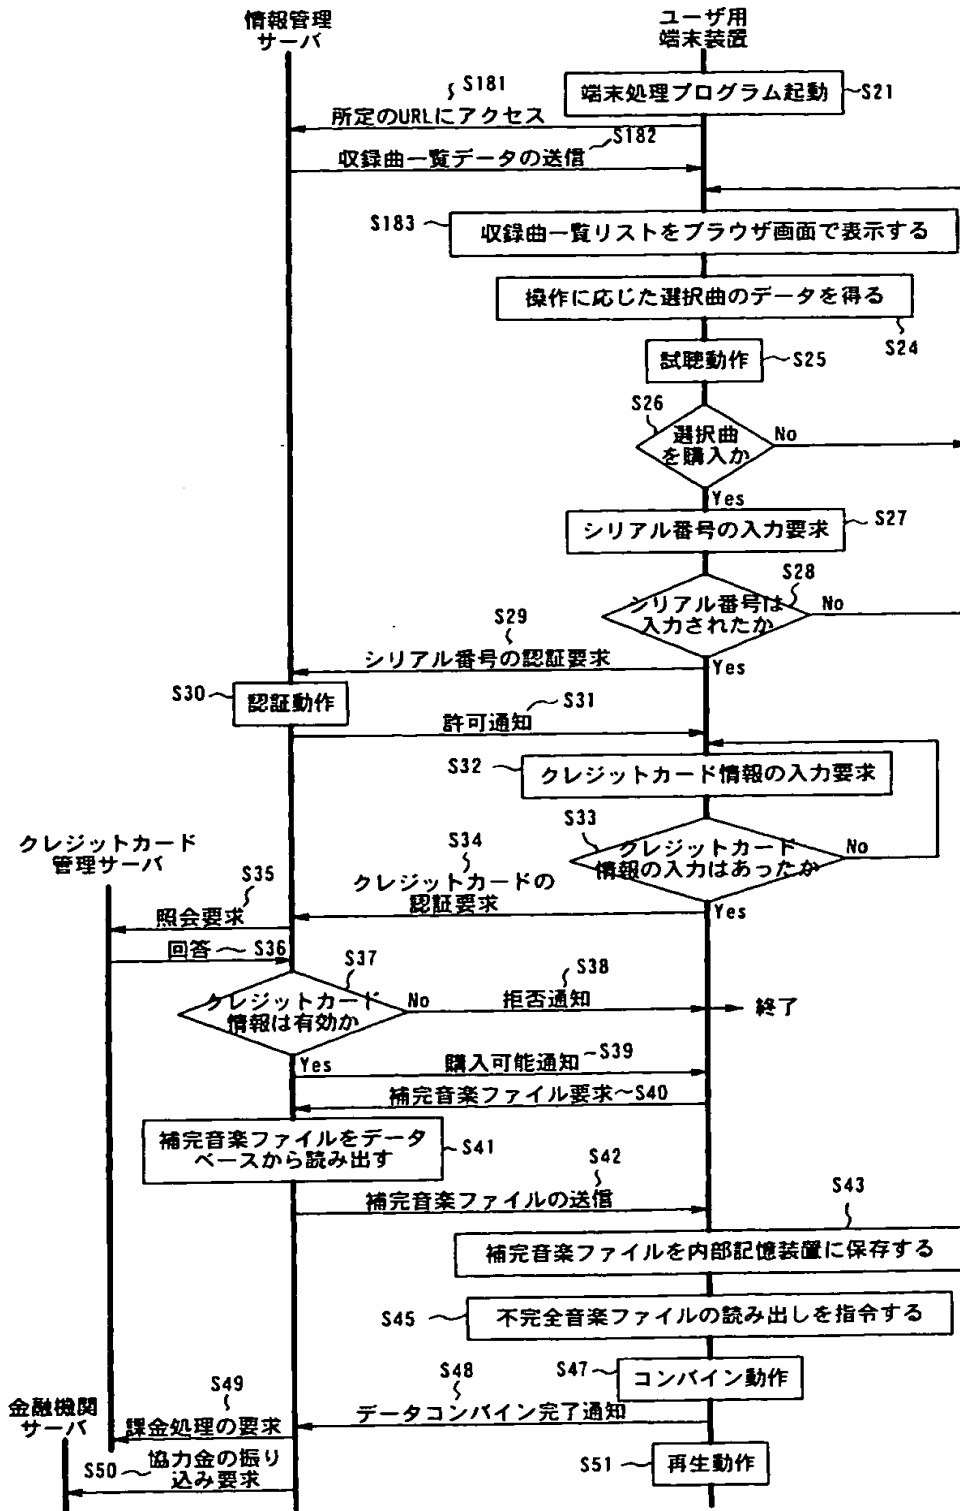 情報管理
サーバ
ユーザ用
端末装置
端末処理プログラム起動
S21
S181
所定のURLにアクセス
S182
収録曲一覧データの送信
S183
収録曲一覧リストをブラウザ画面で表示する
操作に応じた選択曲のデータを得る
S24
試聴動作
S25
S26
選択曲
を購入か
No
Yes
シリアル番号の入力要求
S27
S28
シリアル番号は
入力されたか
No
Yes
S29
シリアル番号の認証要求
S30
認証動作
S31
許可通知
S32
クレジットカード情報の入力要求
S33
クレジットカード
情報の入力はあったか
No
Yes
S34
クレジットカードの
認証要求
クレジットカード
管理サーバ
S35
照会要求
回答
S36
S37
クレジットカード
情報は有効か
No
Yes
S38
拒否通知
終了
購入可能通知
S39
補完音楽ファイル要求
S40
補完音楽ファイルをデータ
ベースから読み出す
S41
S42
補完音楽ファイルの送信
S43
補完音楽ファイルを内部記憶装置に保存する
S45
不完全音楽ファイルの読み出しを指令する
S47
コンバイン動作
S48
データコンバイン完了通知
S49
課金処理の要求
金融機関
サーバ
S50
協力金の振り
込み要求
S51
再生動作